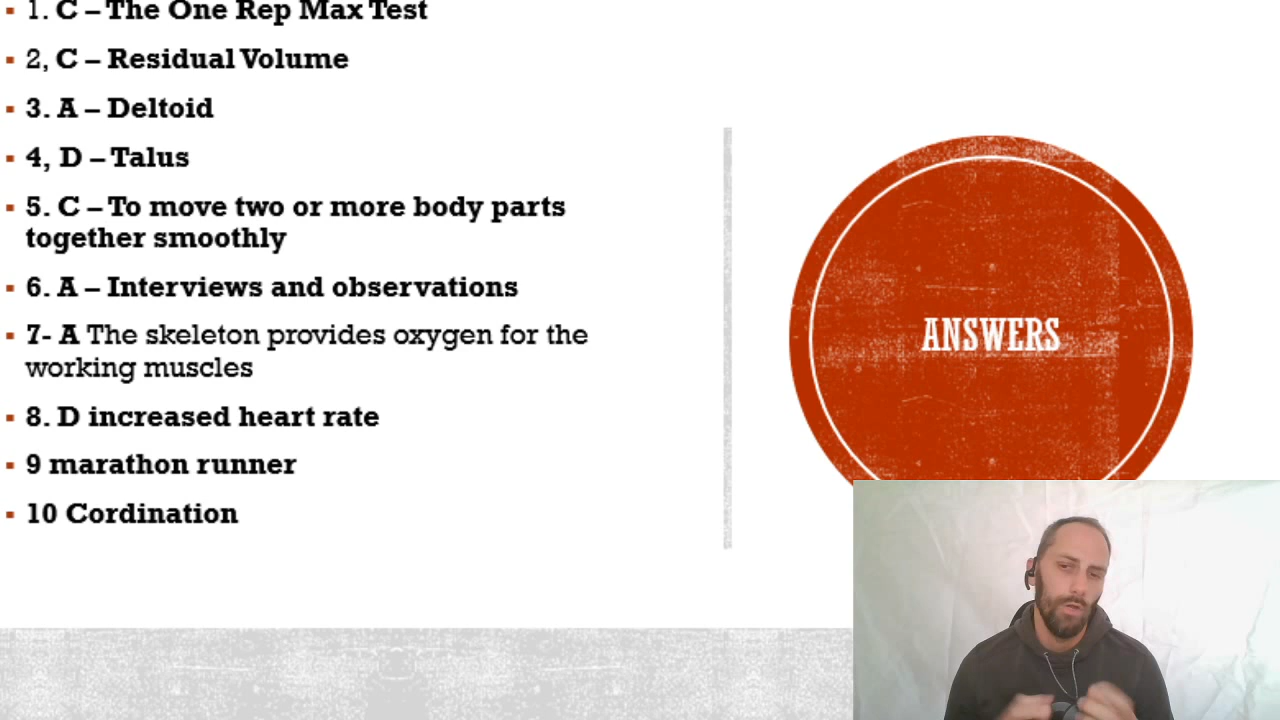 1. C – The One Rep Max Test
2, C – Residual Volume
3. A – Deltoid
4, D – Talus
5. C – To move two or more body parts
together smoothly
6. A – Interviews and observations
7- A The skeleton provides oxygen for the
working muscles
8. D increased heart rate
9 marathon runner
10 Cordination
ANSWERS